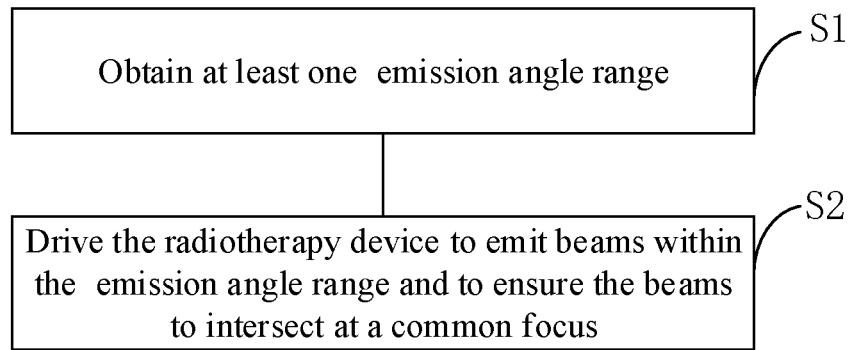 S1
Obtain at least one emission angle range
S2
Drive the radiotherapy device to emit beams within
the emission angle range and to ensure the beams
to intersect at a common focus